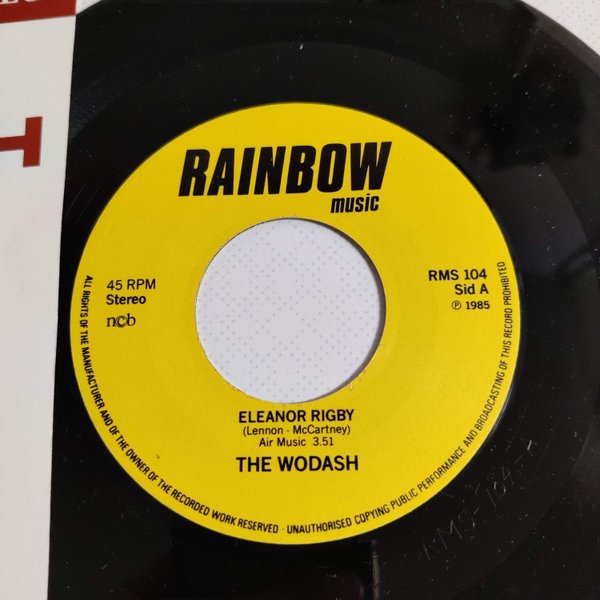 RAINBOW
music
45 RPM
Stereo
ncb
RMS 104
Sid A
℗ 1985
ELEANOR RIGBY
(Lennon - McCartney)
Air Music 3.51
THE WODASH
ALL RIGHTS OF THE MANUFACTURER AND OF THE OWNER OF THE RECORDED WORK RESERVED · UNAUTHORISED COPYING PUBLIC PERFORMANCE AND BROADCASTING OF THIS RECORD PROHIBITED
T